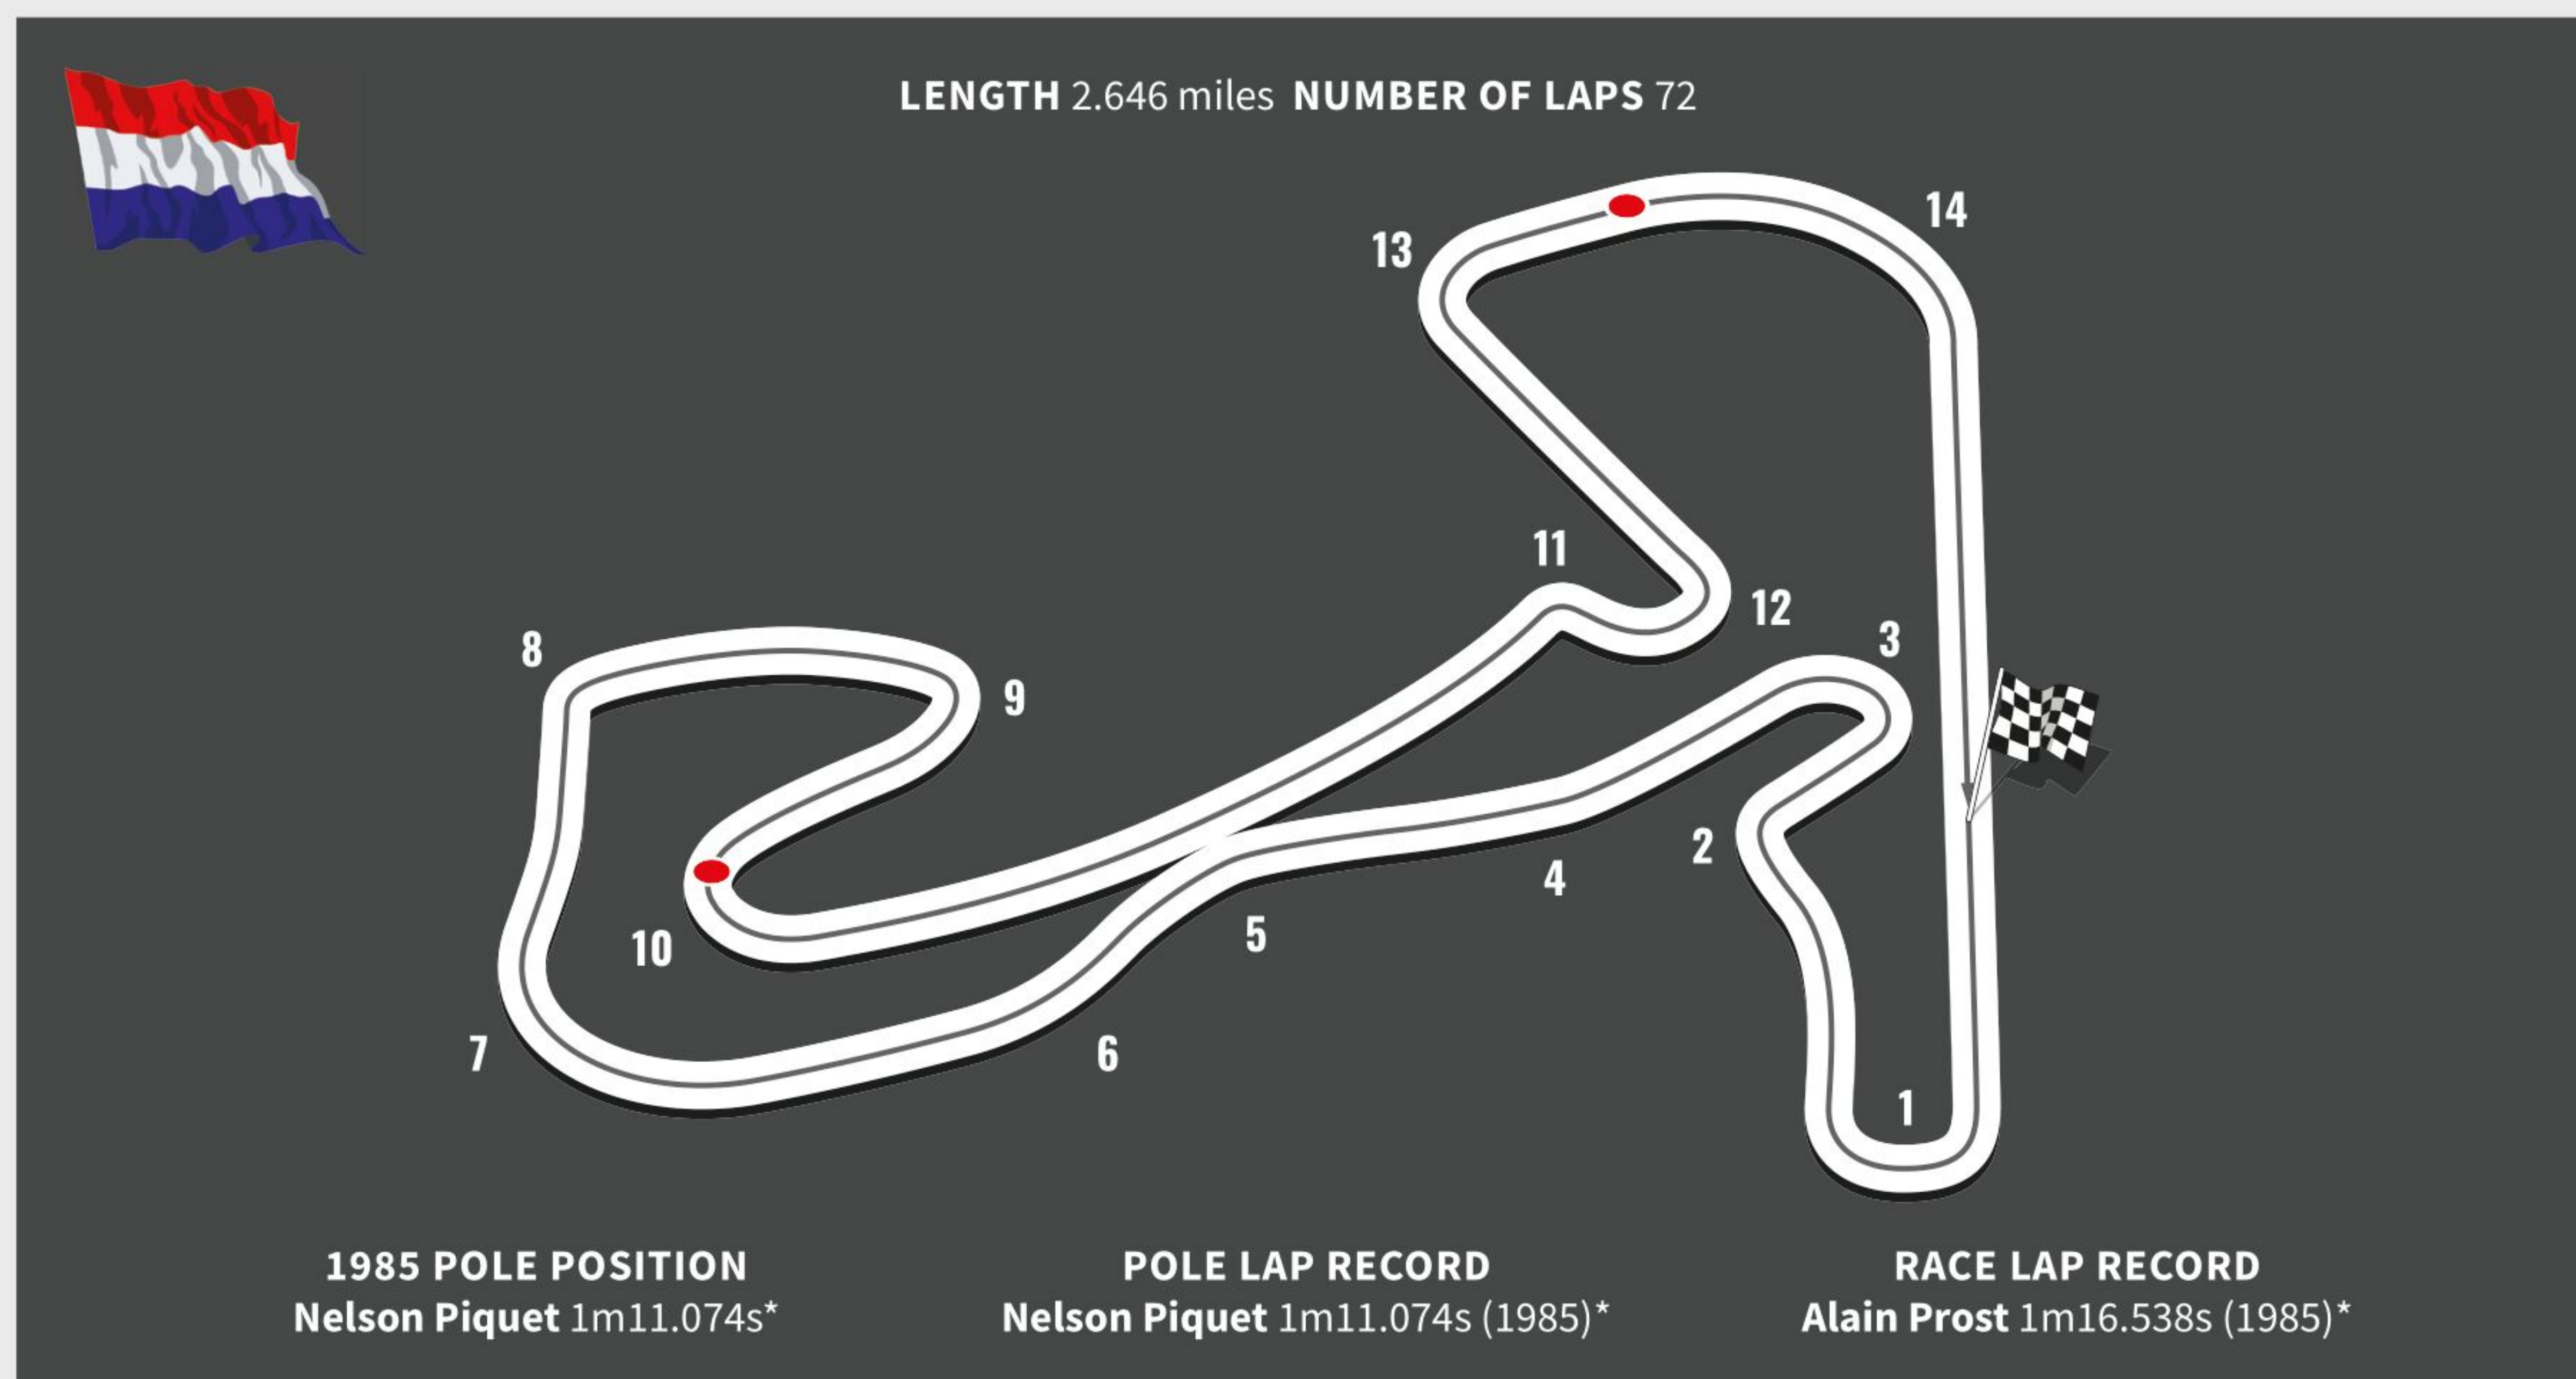 LENGTH 2.646 miles NUMBER OF LAPS 72
14
13
11
12
3
8
9
2
4
5
10
7
6
1
1985 POLE POSITION
Nelson Piquet 1m11.074s*
POLE LAP RECORD
Nelson Piquet 1m11.074s (1985)*
RACE LAP RECORD
Alain Prost 1m16.538s (1985)*